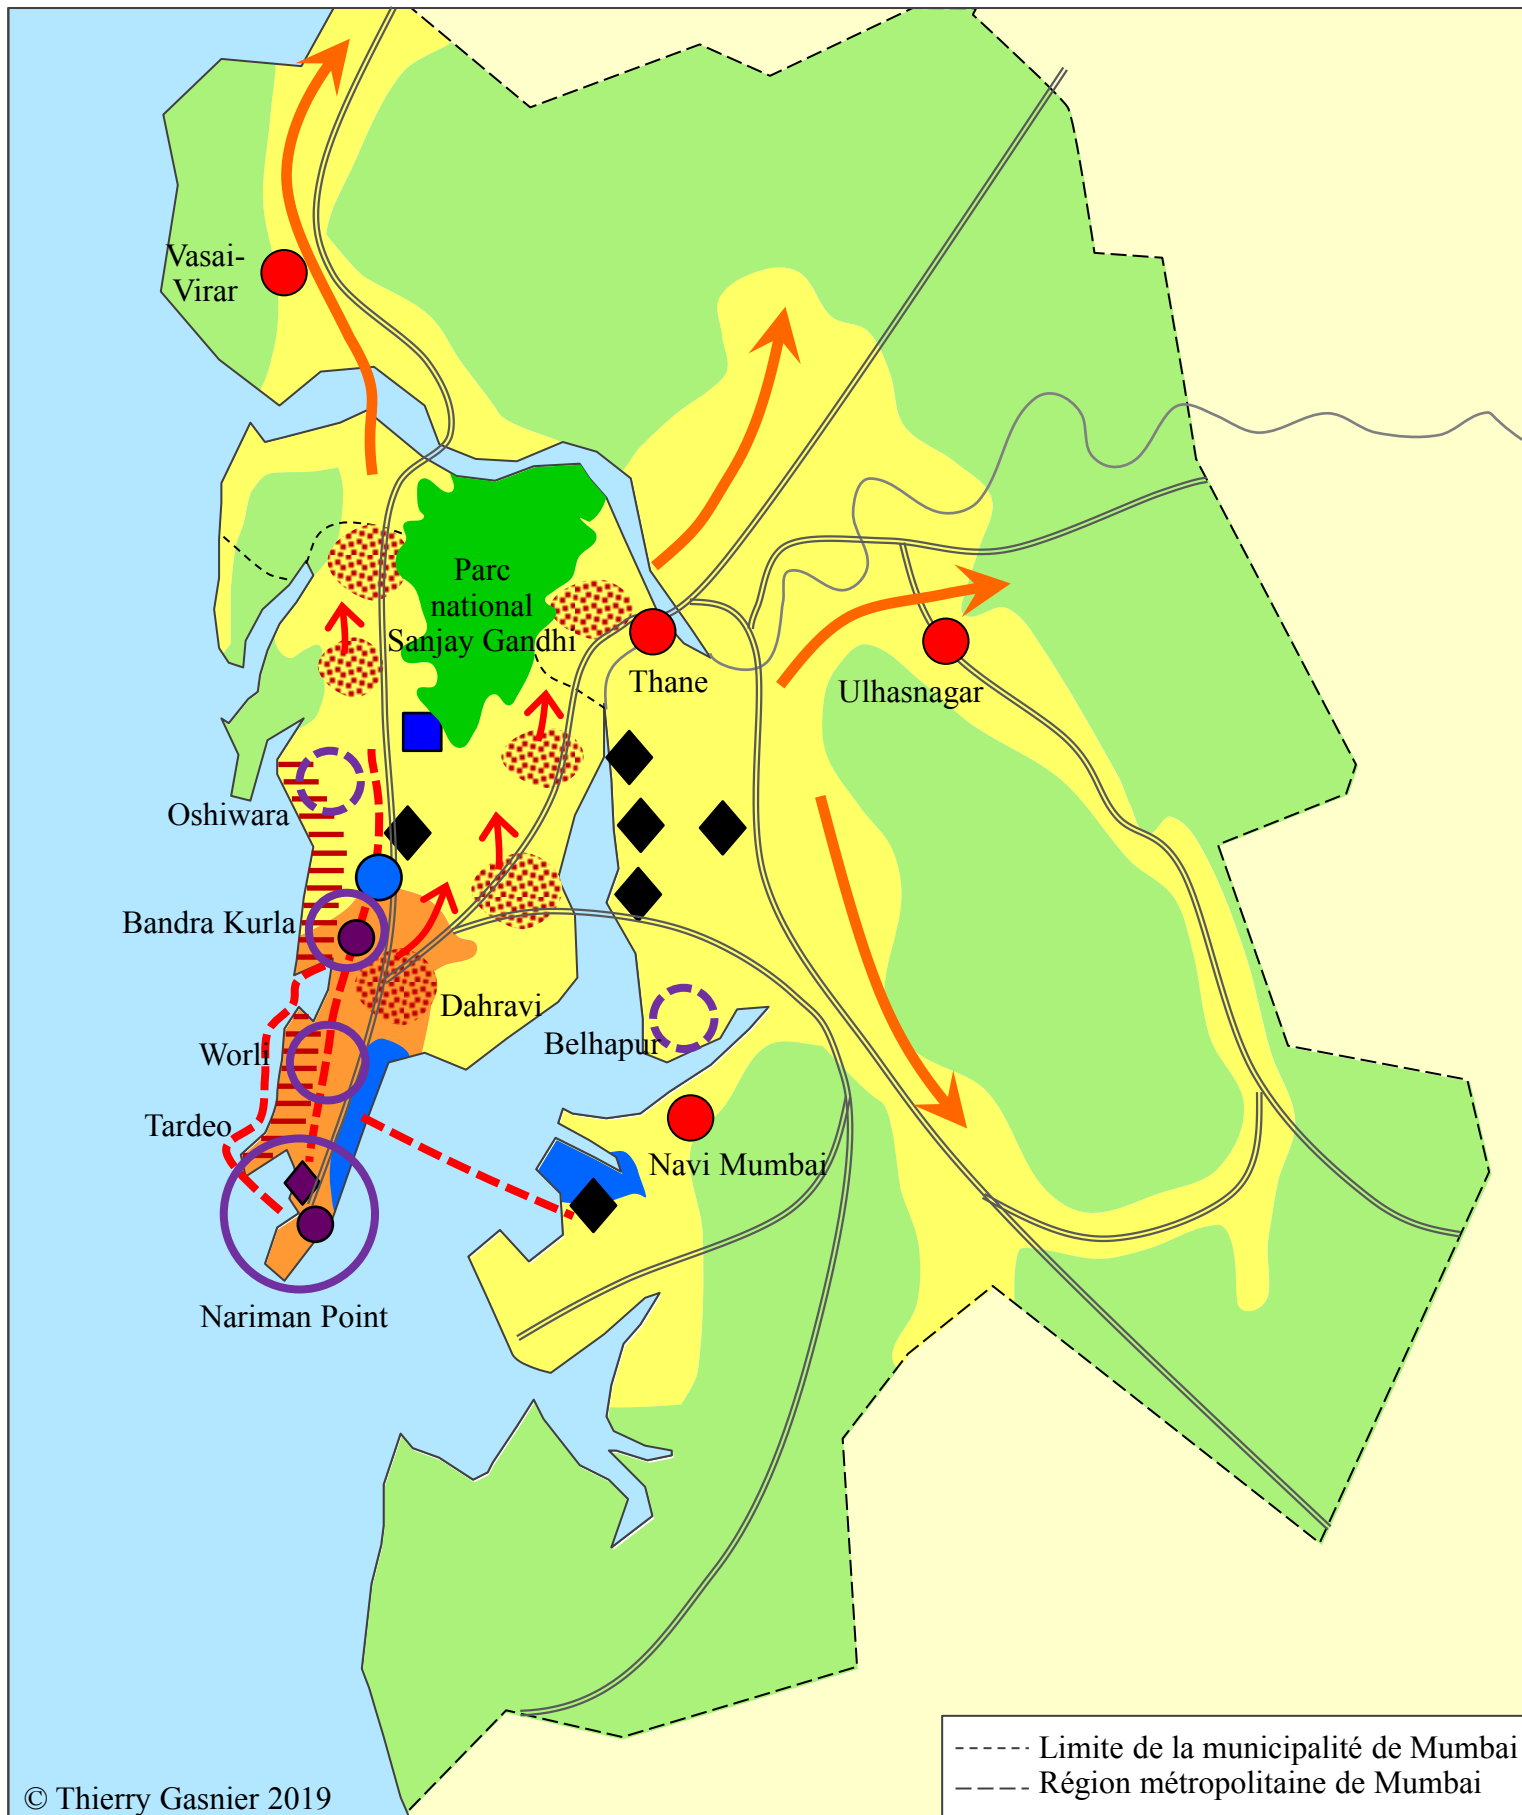 Vasai-
Virar
Parc
national
Sanjay Gandhi
Thane
Ulhasnagar
Oshiwara
Bandra Kurla
Dahravi
Worli
Belhapur
Tardeo
Navi Mumbai
Nariman Point
Limite de la municipalité de Mumbai
Région métropolitaine de Mumbai
© Thierry Gasnier 2019